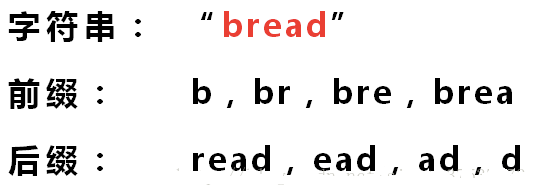 字符串： “bread”
前缀： b , br , bre , brea
后缀： read , ead , ad , d